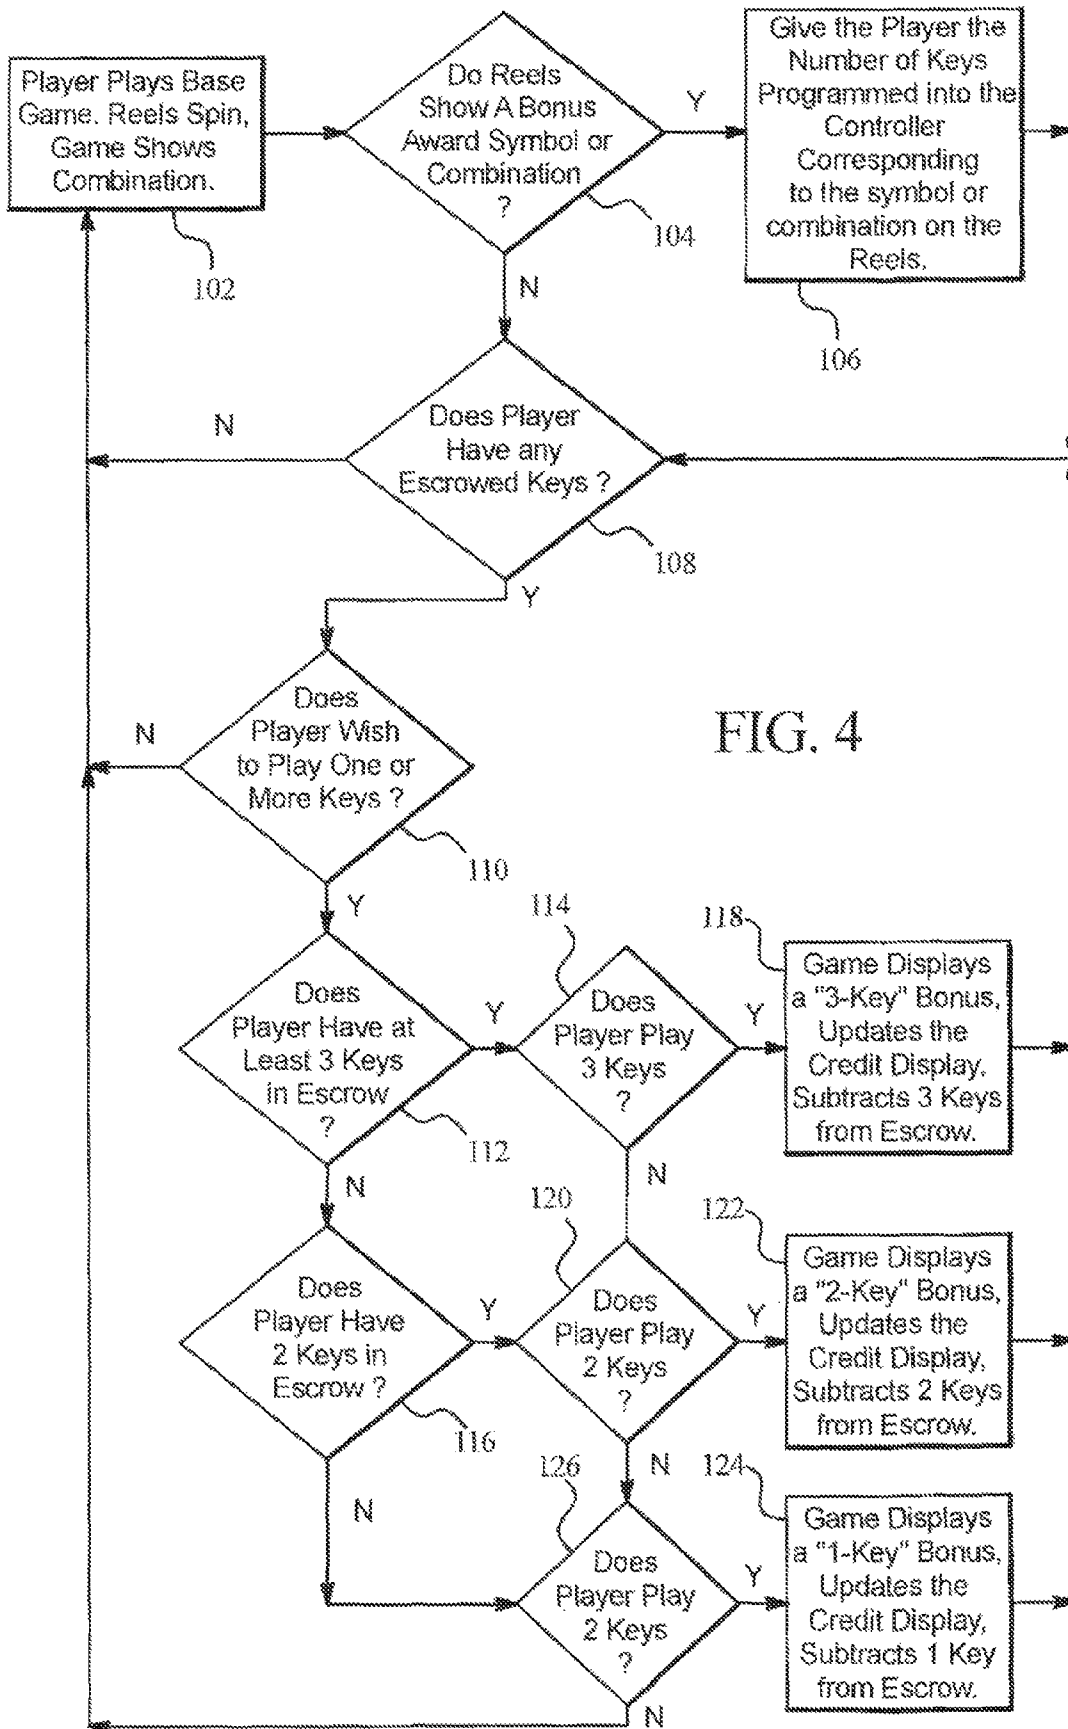 Player Plays Base
Game. Reels Spin,
Game Shows
Combination.
102
Do Reels
Show A Bonus
Award Symbol or
Combination
?
104
Y
N
Give the Player the
Number of Keys
Programmed into the
Controller
Corresponding
to the symbol or
combination on the
Reels.
106
Does Player
Have any
Escrowed Keys ?
108
N
Y
Does
Player Wish
to Play One or
More Keys ?
110
N
Y
FIG. 4
Does
Player Have at
Least 3 Keys
in Escrow
?
112
Y
N
114
Does
Player Play
3 Keys
?
Y
N
118
Game Displays
a "3-Key" Bonus,
Updates the
Credit Display,
Subtracts 3 Keys
from Escrow.
Does
Player Have
2 Keys in
Escrow ?
116
Y
N
120
Does
Player Play
2 Keys
?
Y
N
122
Game Displays
a "2-Key" Bonus,
Updates the
Credit Display,
Subtracts 2 Keys
from Escrow.
126
Does
Player Play
2 Keys
?
Y
N
124
Game Displays
a "1-Key" Bonus,
Updates the
Credit Display,
Subtracts 1 Key
from Escrow.